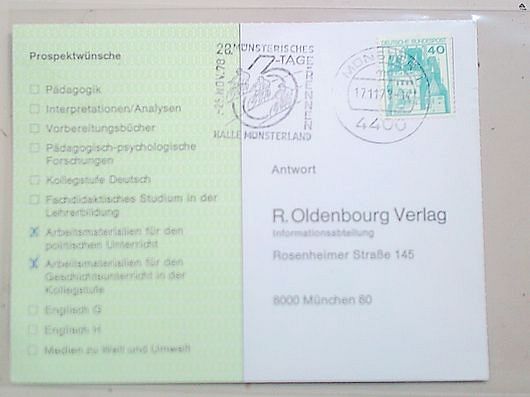 Prospektwünsche
Pädagogik
Interpretationen/Analysen
Vorbereitungsbücher
Pädagogisch-psychologische
Forschungen
Kollegstufe Deutsch
Fachdidaktisches Studium in der
Lehrerbildung
Arbeitsmaterialien für den
politischen Unterricht
Arbeitsmaterialien für den
Geschichtsunterricht in der
Kollegstufe
Englisch G
Englisch H
Medien zu Welt und Umwelt
28. MÜNSTERISCHES
-TAGE
RENNEN
HALLE MÜNSTERLAND
4400
DEUTSCHE BUNDESPOST
40
Antwort
R. Oldenbourg Verlag
Informationsabteilung
Rosenheimer Straße 145
8000 München 80